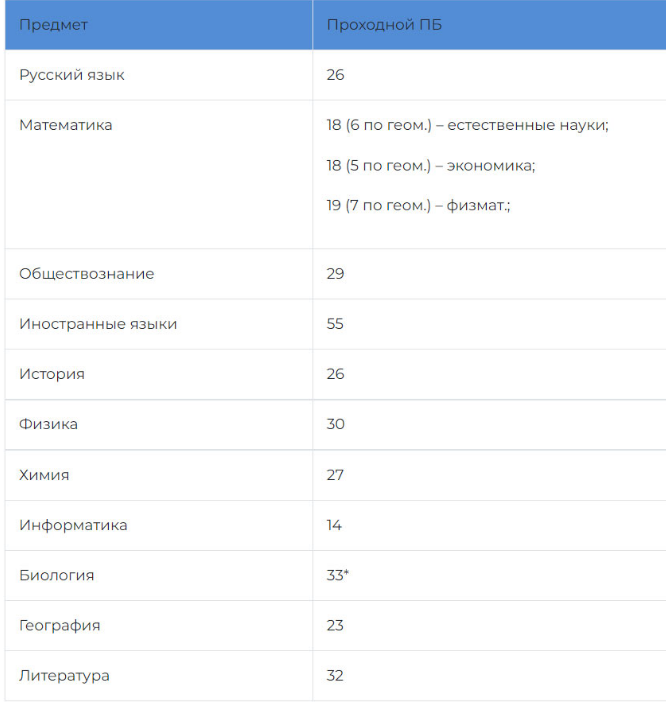 Предмет Проходной ПБ
Русский язык 26
Математика 18 (6 по геом.) – естественные науки;
18 (5 по геом.) – экономика;
19 (7 по геом.) – физмат.;
Обществознание 29
Иностранные языки 55
История 26
Физика 30
Химия 27
Информатика 14
Биология 33*
География 23
Литература 32